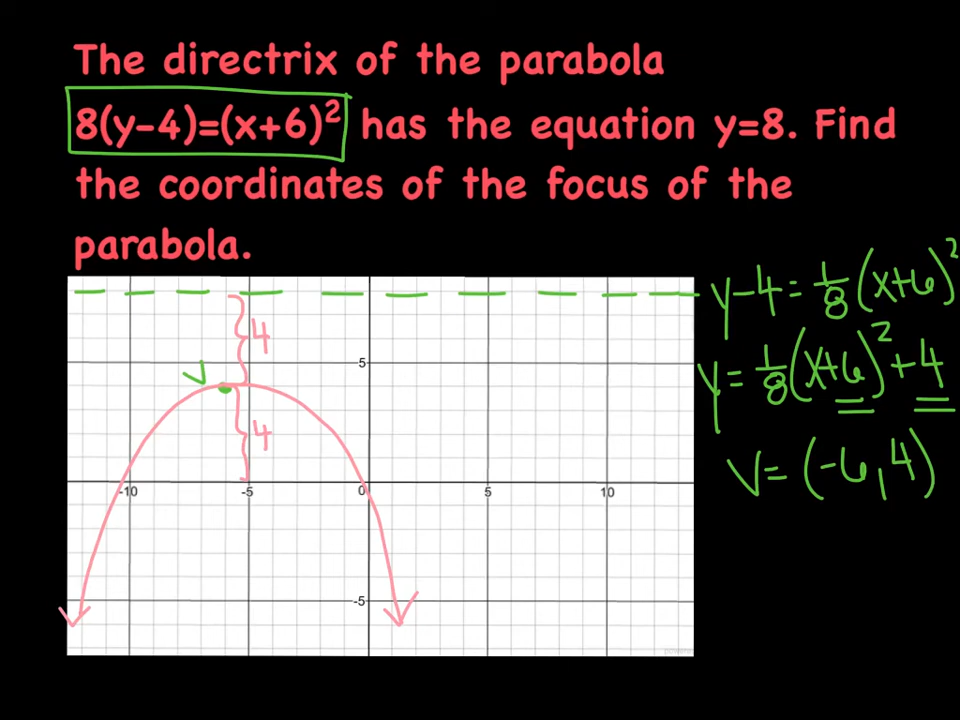 The directrix of the parabola
8(y-4)=(x+6)² has the equation y=8. Find
the coordinates of the focus of the
parabola.
y-4=1/8(x+6)²
4
5
V
y=1/8(x+6)²+4
4
V=(-6,4)
-10
-5
0
5
10
-5